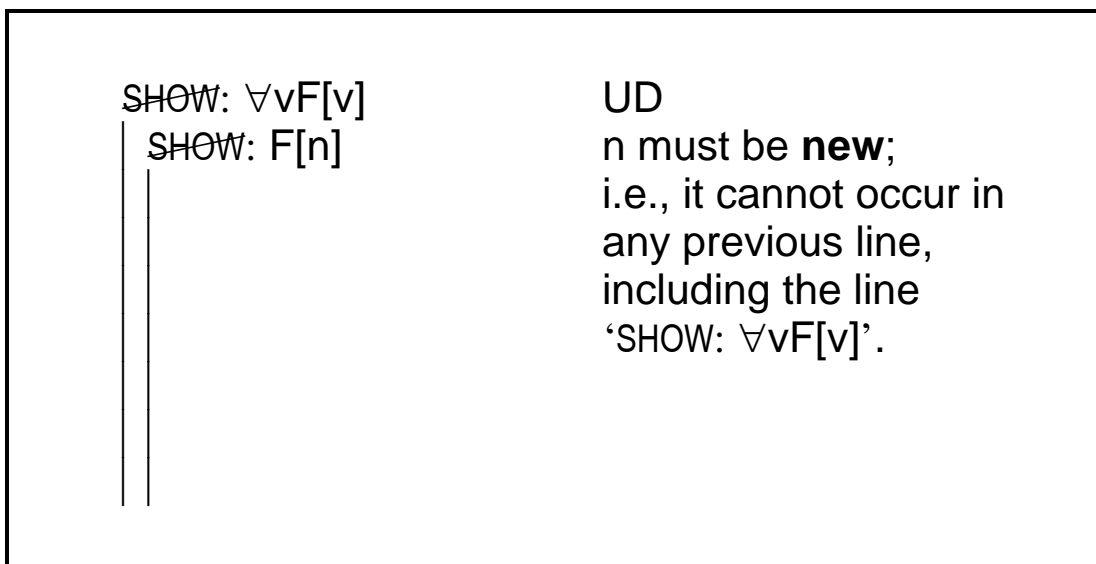 SHOW: ∀vF[v] UD
SHOW: F[n] n must be new;
i.e., it cannot occur in
any previous line,
including the line
‘SHOW: ∀vF[v]’.